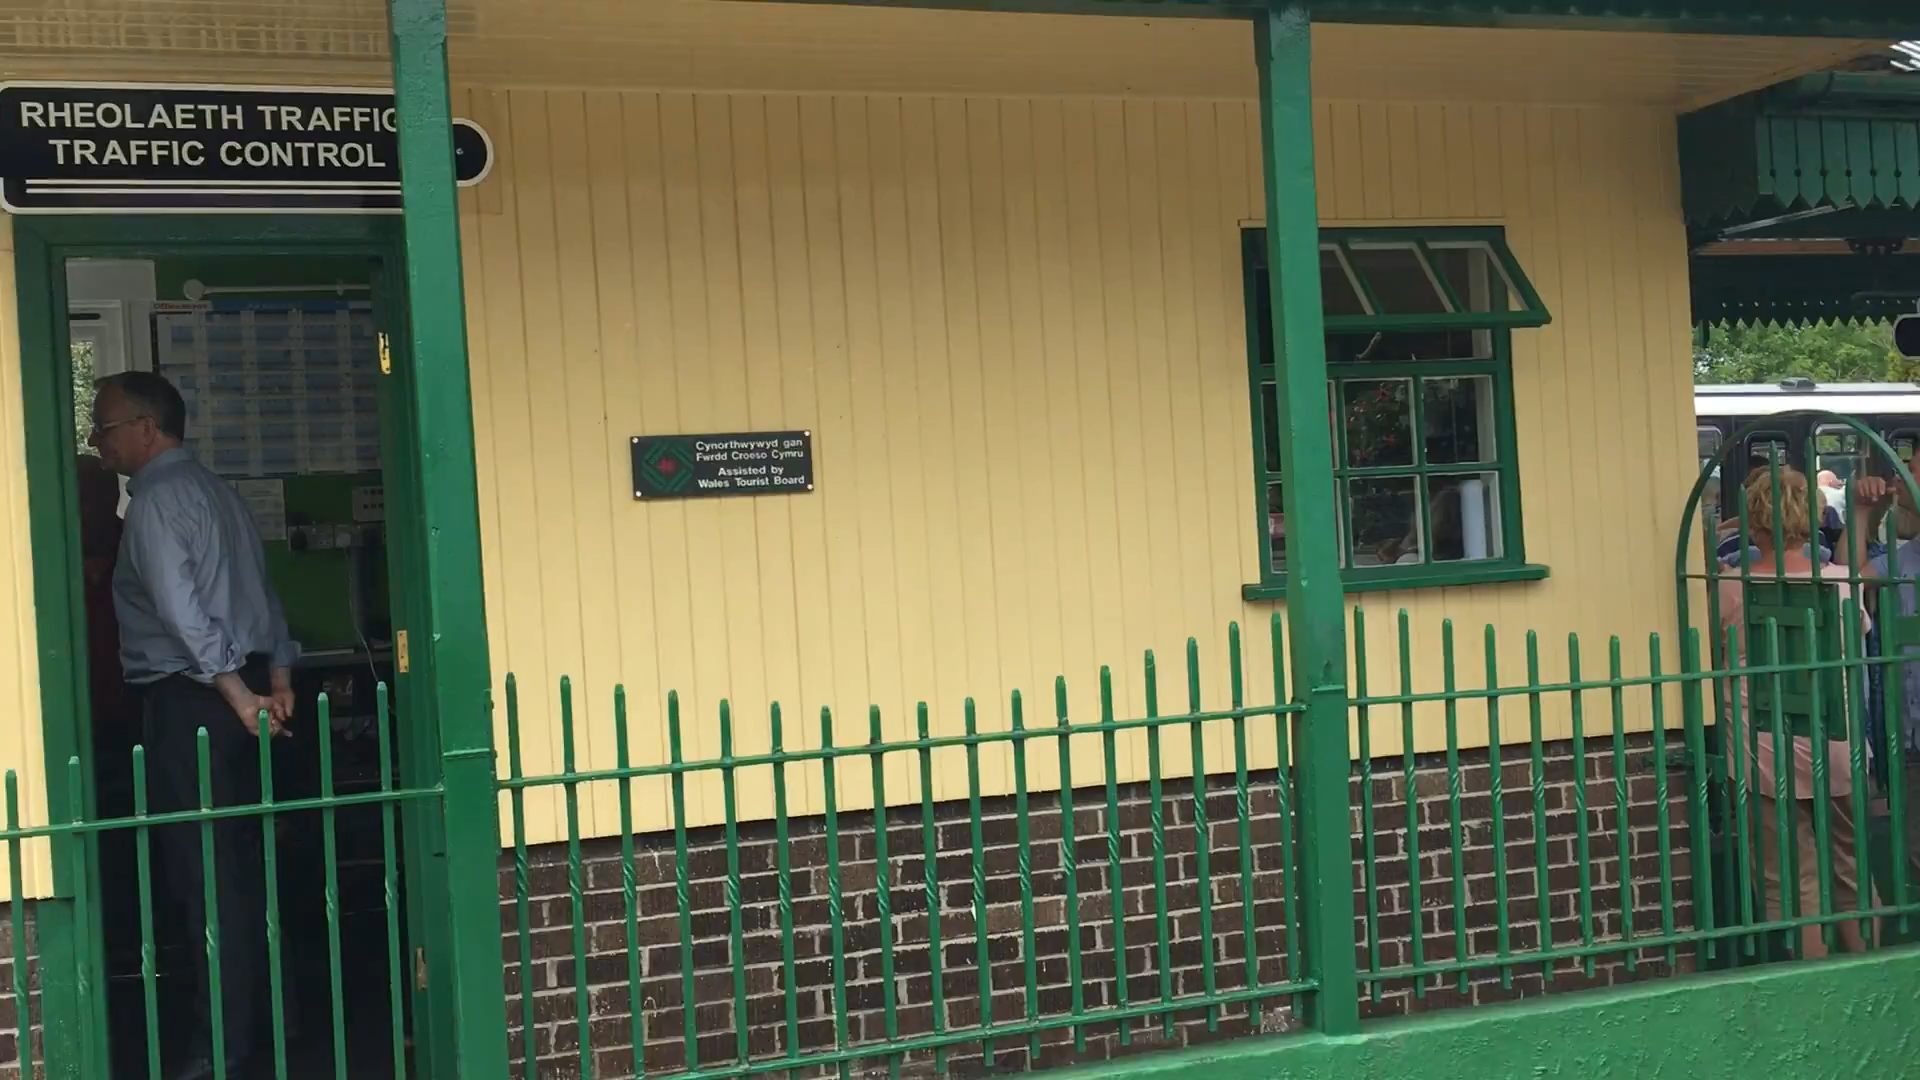 RHEOLAETH TRAFFIC
TRAFFIC CONTROL
Cynorthwywyd gan
Fwrdd Croeso Cymru
Assisted by
Wales Tourist Board